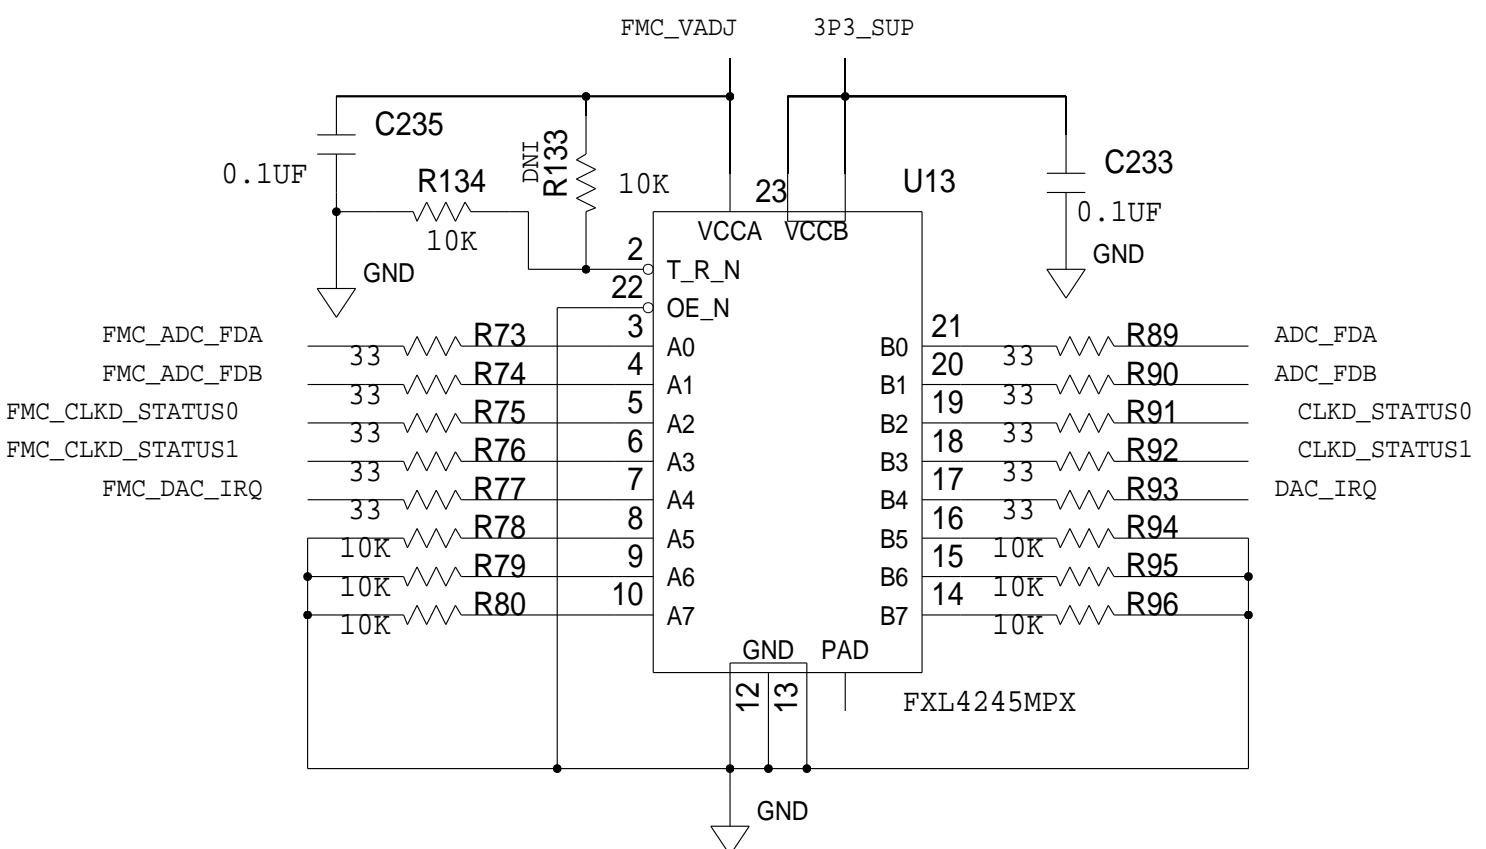 FMC_VADJ 3P3_SUP
C235
0.1UF
DNI
R133
10K
R134
10K
GND
23
U13
C233
0.1UF
GND
VCCA VCCB
2
T_R_N
22
OE_N
FMC_ADC_FDA 33 R73 3 A0 B0 21 33 R89 ADC_FDA
FMC_ADC_FDB 33 R74 4 A1 B1 20 33 R90 ADC_FDB
FMC_CLKD_STATUS0 33 R75 5 A2 B2 19 33 R91 CLKD_STATUS0
FMC_CLKD_STATUS1 33 R76 6 A3 B3 18 33 R92 CLKD_STATUS1
FMC_DAC_IRQ 33 R77 7 A4 B4 17 33 R93 DAC_IRQ
10K R78 8 A5 B5 16 10K R94
10K R79 9 A6 B6 15 10K R95
10K R80 10 A7 B7 14 10K R96
GND PAD
12 13
FXL4245MPX
GND